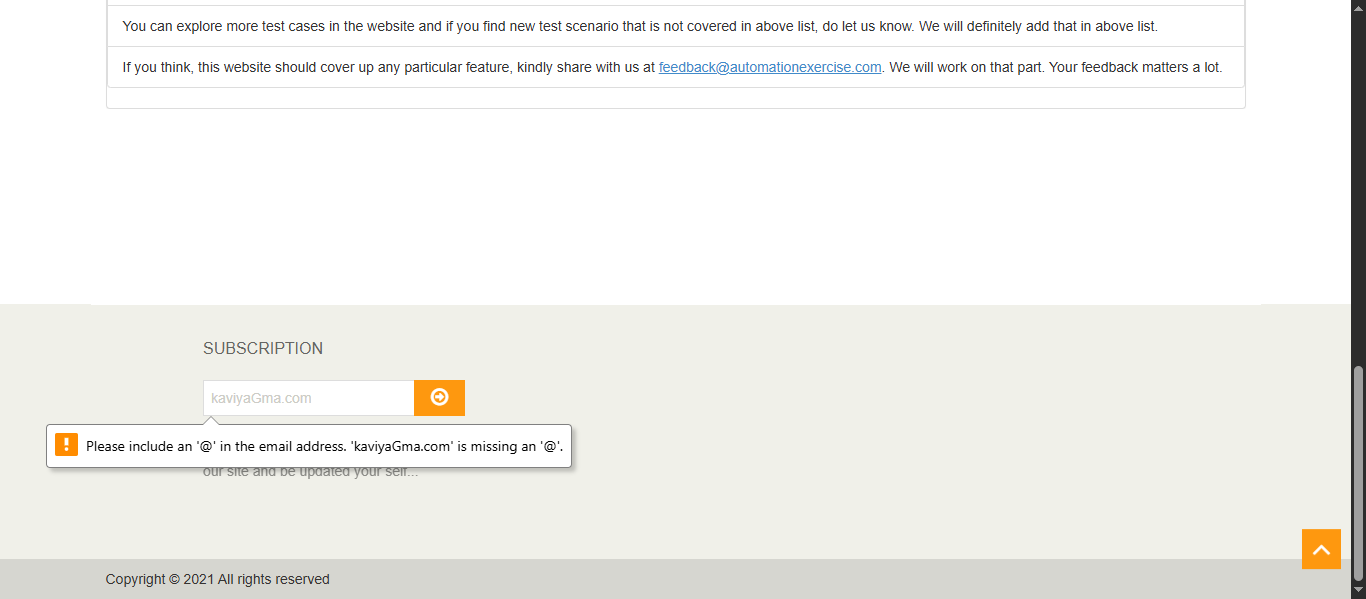 You can explore more test cases in the website and if you find new test scenario that is not covered in above list, do let us know. We will definitely add that in above list.
If you think, this website should cover up any particular feature, kindly share with us at feedback@automationexercise.com. We will work on that part. Your feedback matters a lot.
SUBSCRIPTION
kaviyaGma.com
Please include an '@' in the email address. 'kaviyaGma.com' is missing an '@'.
our site and be updated your self...
Copyright © 2021 All rights reserved